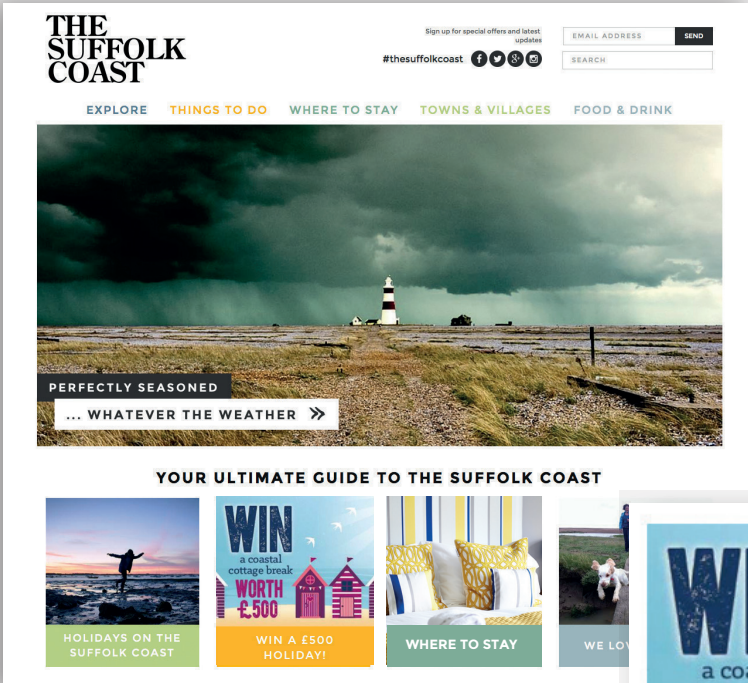 THE
SUFFOLK
COAST
Sign up for special offers and latest
updates
EMAIL ADDRESS
SEND
#thesuffolkcoast
SEARCH
EXPLORE THINGS TO DO WHERE TO STAY TOWNS & VILLAGES FOOD & DRINK
PERFECTLY SEASONED
... WHATEVER THE WEATHER
YOUR ULTIMATE GUIDE TO THE SUFFOLK COAST
HOLIDAYS ON THE
SUFFOLK COAST
WIN
a coastal
cottage break
WORTH
£500
WIN A £500
HOLIDAY!
WHERE TO STAY
WE
a